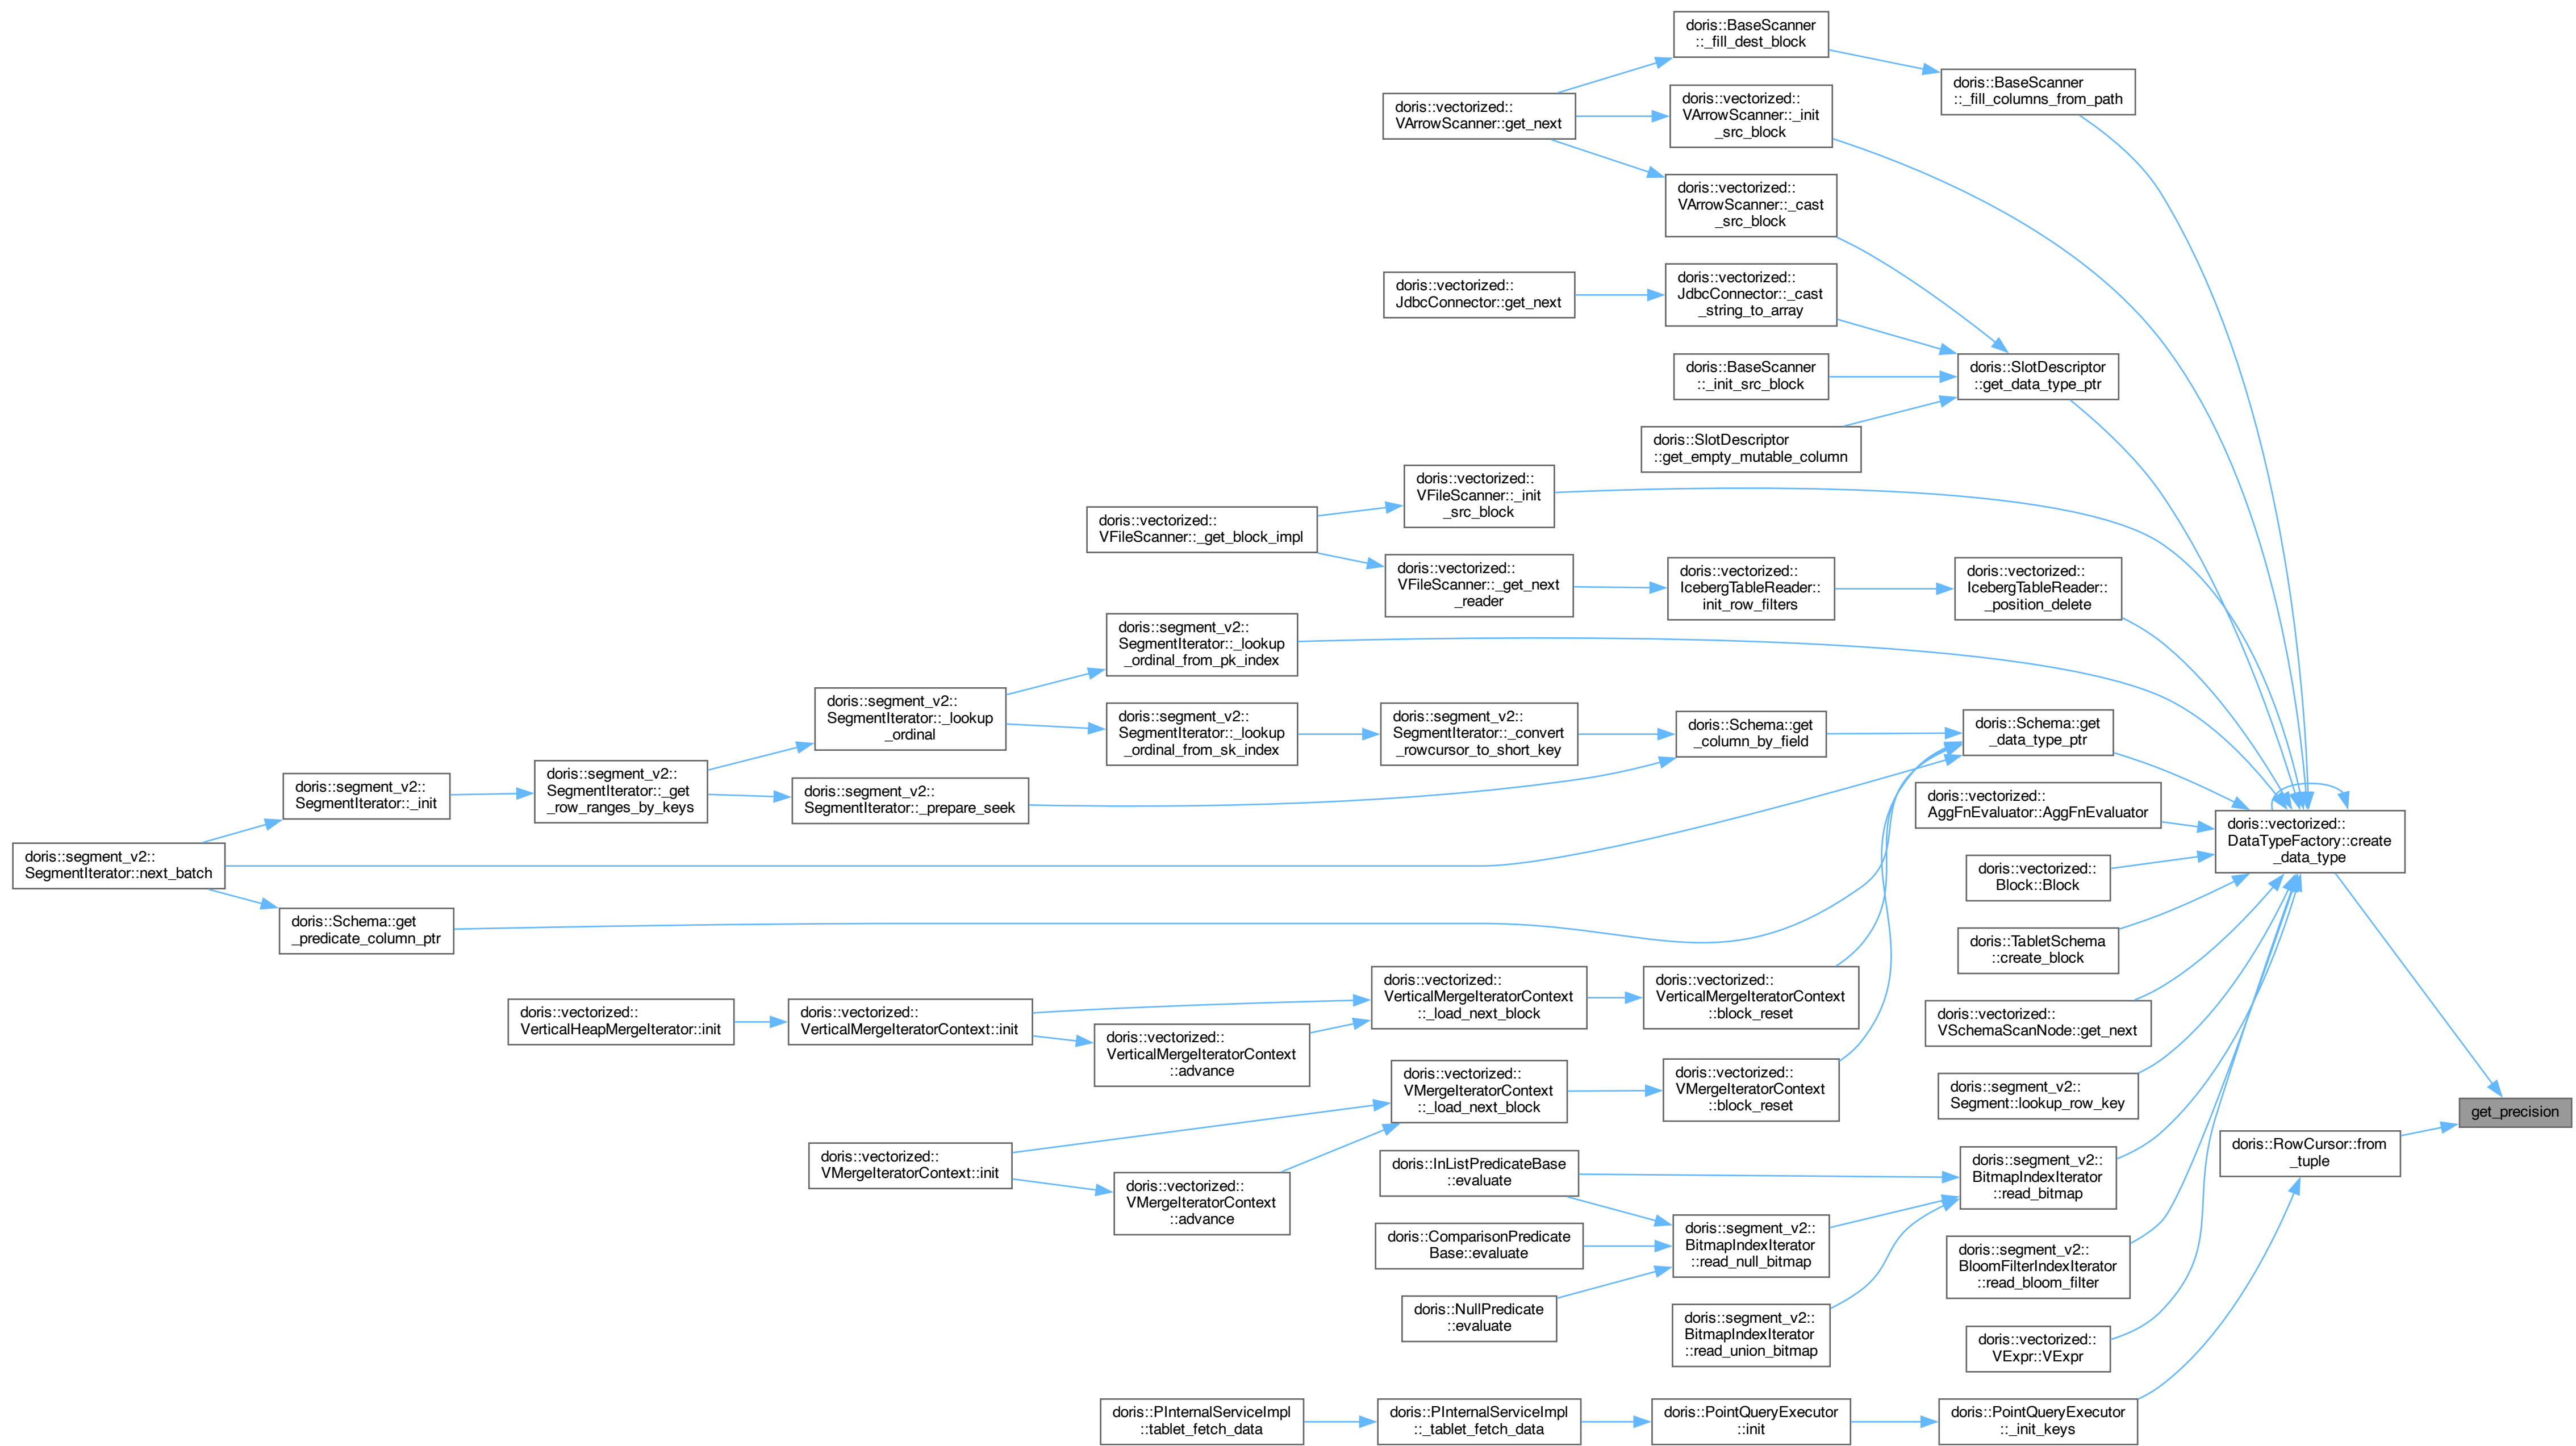 doris::BaseScanner
::_fill_dest_block
doris::BaseScanner
::_fill_columns_from_path
doris::vectorized::
VArrowScanner::get_next
doris::vectorized::
VArrowScanner::_init
_src_block
doris::vectorized::
VArrowScanner::_cast
_src_block
doris::vectorized::
JdbcConnector::get_next
doris::vectorized::
JdbcConnector::_cast
_string_to_array
doris::BaseScanner
::_init_src_block
doris::SlotDescriptor
::get_data_type_ptr
doris::SlotDescriptor
::get_empty_mutable_column
doris::vectorized::
VFileScanner::_init
_src_block
doris::vectorized::
VFileScanner::_get_block_impl
doris::vectorized::
VFileScanner::_get_next
_reader
doris::vectorized::
IcebergTableReader::
init_row_filters
doris::vectorized::
IcebergTableReader::
_position_delete
doris::segment_v2::
SegmentIterator::_lookup
_ordinal_from_pk_index
doris::segment_v2::
SegmentIterator::_lookup
_ordinal
doris::segment_v2::
SegmentIterator::_lookup
_ordinal_from_sk_index
doris::segment_v2::
SegmentIterator::_convert
_rowcursor_to_short_key
doris::Schema::get
_column_by_field
doris::Schema::get
_data_type_ptr
doris::segment_v2::
SegmentIterator::_init
doris::segment_v2::
SegmentIterator::_get
_row_ranges_by_keys
doris::segment_v2::
SegmentIterator::_prepare_seek
doris::vectorized::
AggFnEvaluator::AggFnEvaluator
doris::vectorized::
DataTypeFactory::create
_data_type
doris::segment_v2::
SegmentIterator::next_batch
doris::vectorized::
Block::Block
doris::Schema::get
_predicate_column_ptr
doris::TabletSchema
::create_block
doris::vectorized::
VerticalHeapMergeIterator::init
doris::vectorized::
VerticalMergeIteratorContext::init
doris::vectorized::
VerticalMergeIteratorContext
::advance
doris::vectorized::
VerticalMergeIteratorContext
::_load_next_block
doris::vectorized::
VerticalMergeIteratorContext
::block_reset
doris::vectorized::
VSchemaScanNode::get_next
doris::vectorized::
VMergeIteratorContext
::_load_next_block
doris::vectorized::
VMergeIteratorContext
::block_reset
doris::segment_v2::
Segment::lookup_row_key
get_precision
doris::vectorized::
VMergeIteratorContext::init
doris::vectorized::
VMergeIteratorContext
::advance
doris::InListPredicateBase
::evaluate
doris::segment_v2::
BitmapIndexIterator
::read_bitmap
doris::RowCursor::from
_tuple
doris::ComparisonPredicate
Base::evaluate
doris::segment_v2::
BitmapIndexIterator
::read_null_bitmap
doris::segment_v2::
BloomFilterIndexIterator
::read_bloom_filter
doris::NullPredicate
::evaluate
doris::segment_v2::
BitmapIndexIterator
::read_union_bitmap
doris::vectorized::
VExpr::VExpr
doris::PInternalServiceImpl
::tablet_fetch_data
doris::PInternalServiceImpl
::_tablet_fetch_data
doris::PointQueryExecutor
::init
doris::PointQueryExecutor
::_init_keys